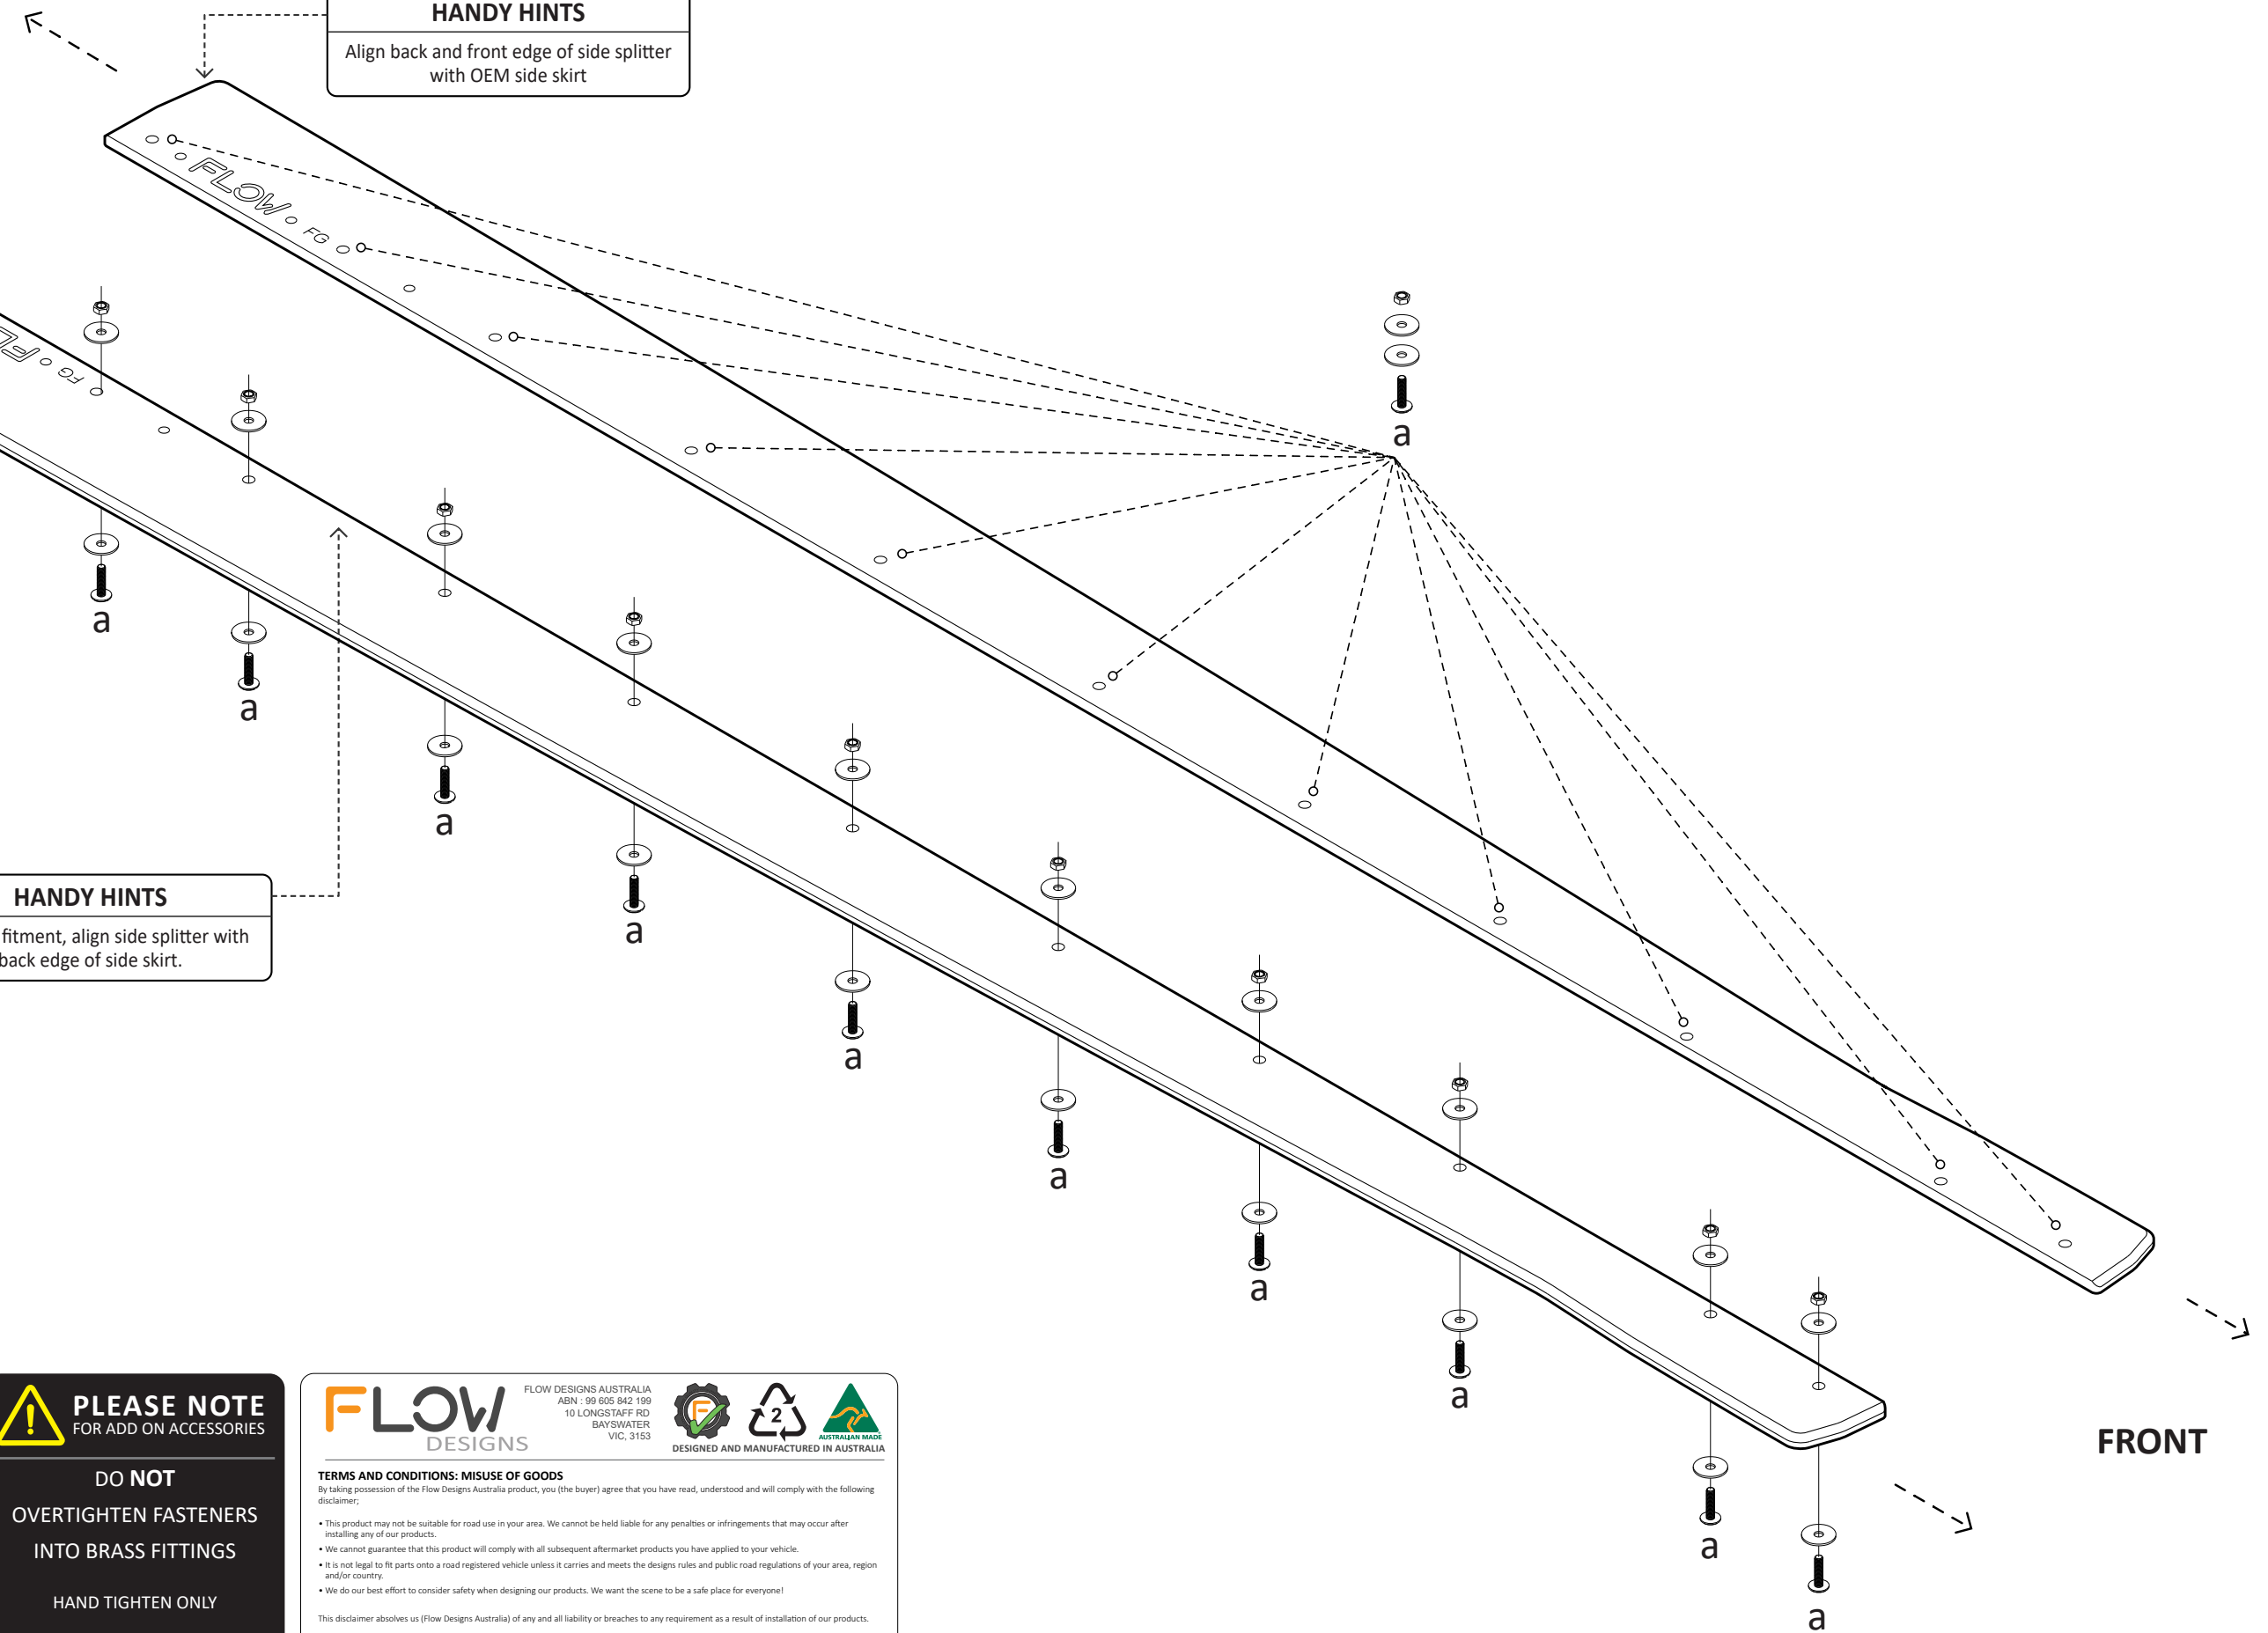 HANDY HINTS
Align back and front edge of side splitter
with OEM side skirt
FLOW
FG
a
FG
a
a
a
a
a
a
a
a
a
a
HANDY HINTS
fitment, align side splitter with
back edge of side skirt.
FRONT
PLEASE NOTE
FOR ADD ON ACCESSORIES
DO NOT
OVERTIGHTEN FASTENERS
INTO BRASS FITTINGS
HAND TIGHTEN ONLY
FLOW
DESIGNS
FLOW DESIGNS AUSTRALIA
ABN : 99 605 842 199
10 LONGSTAFF RD
BAYSWATER
VIC, 3153
F
2
AUSTRALIAN MADE
DESIGNED AND MANUFACTURED IN AUSTRALIA
TERMS AND CONDITIONS: MISUSE OF GOODS
By taking possession of the Flow Designs Australia product, you (the buyer) agree that you have read, understood and will comply with the following
disclaimer;
• This product may not be suitable for road use in your area. We cannot be held liable for any penalties or infringements that may occur after
installing any of our products.
• We cannot guarantee that this product will comply with all subsequent aftermarket products you have applied to your vehicle.
• It is not legal to fit parts onto a road registered vehicle unless it carries and meets the designs rules and public road regulations of your area, region
and/or country.
• We do our best effort to consider safety when designing our products. We want the scene to be a safe place for everyone!
This disclaimer absolves us (Flow Designs Australia) of any and all liability or breaches to any requirement as a result of installation of our products.